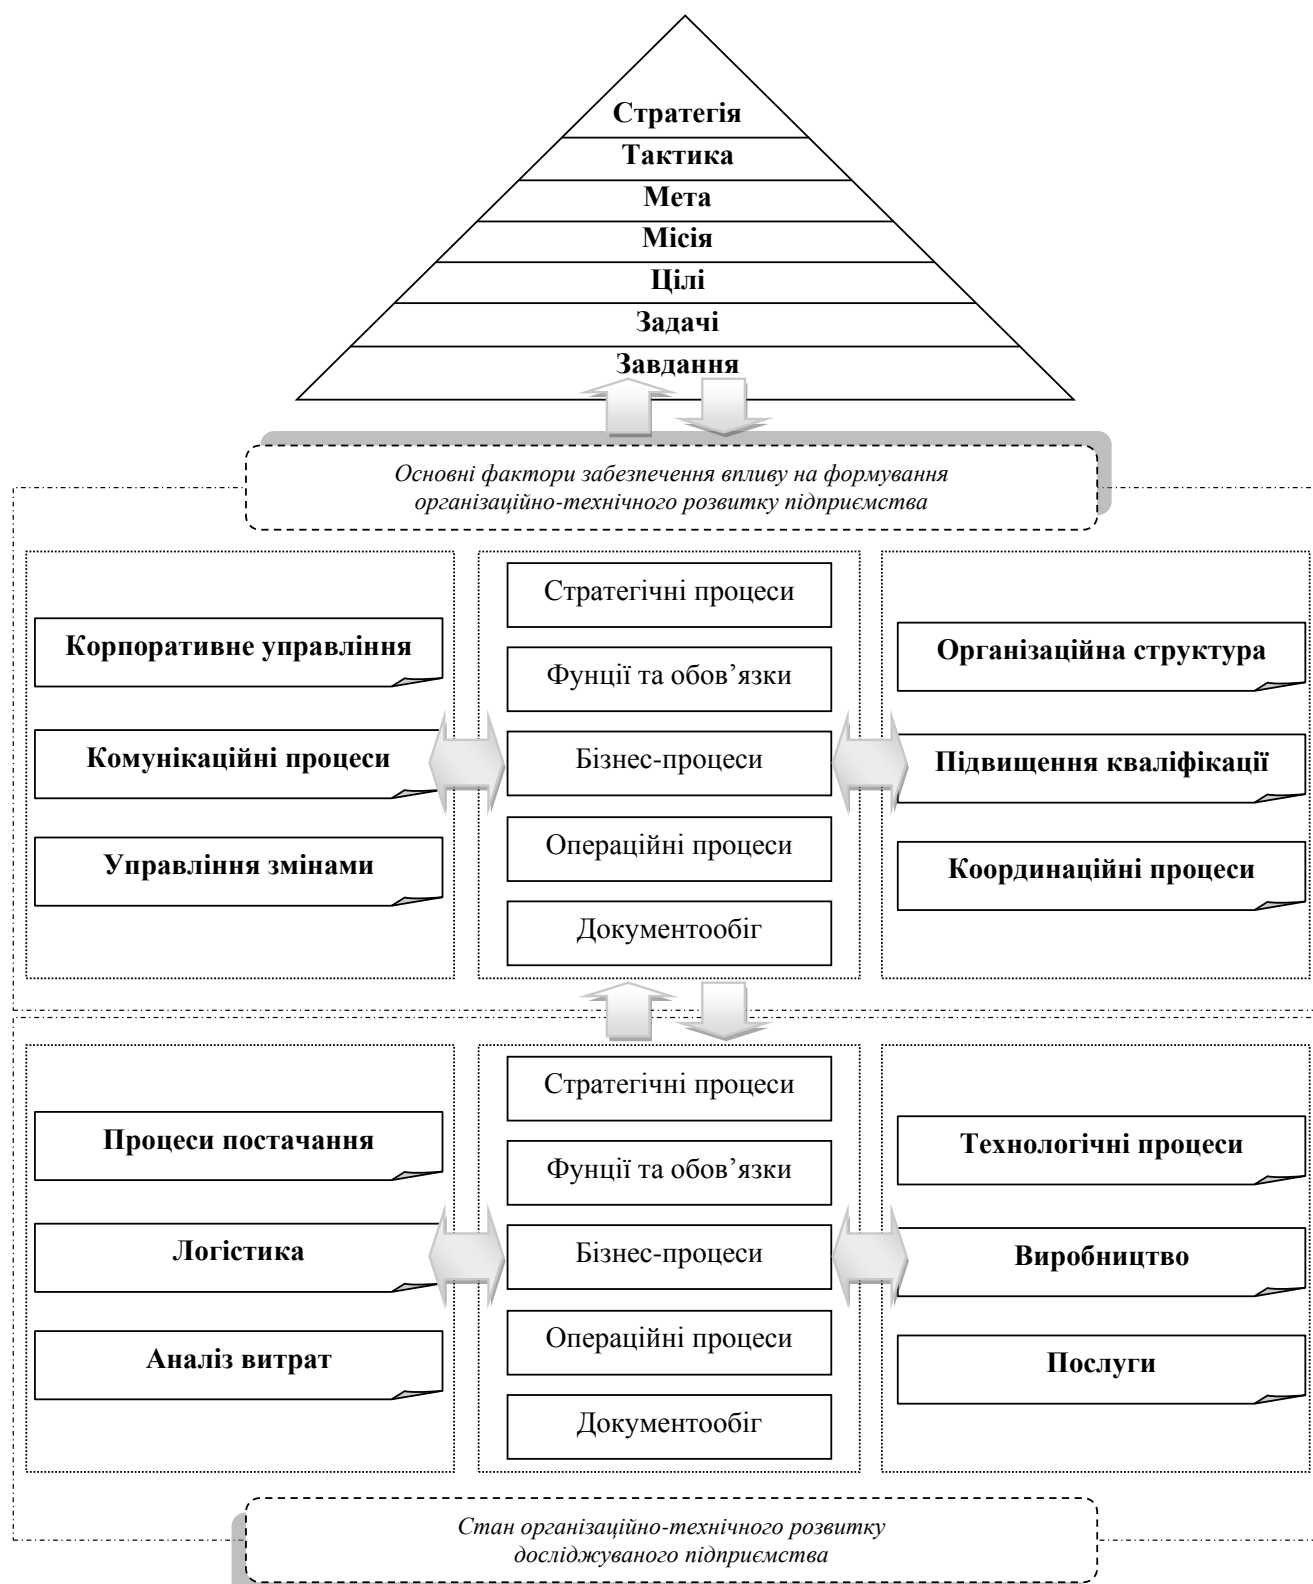 Стратегія
Тактика
Мета
Місія
Цілі
Задачі
Завдання
Основні фактори забезпечення впливу на формування
організаційно-технічного розвитку підприємства
Корпоративне управління
Комунікаційні процеси
Управління змінами
Стратегічні процеси
Фунції та обов’язки
Бізнес-процеси
Операційні процеси
Документообіг
Організаційна структура
Підвищення кваліфікації
Координаційні процеси
Процеси постачання
Логістика
Аналіз витрат
Стратегічні процеси
Фунції та обов’язки
Бізнес-процеси
Операційні процеси
Документообіг
Технологічні процеси
Виробництво
Послуги
Стан організаційно-технічного розвитку
досліджуваного підприємства